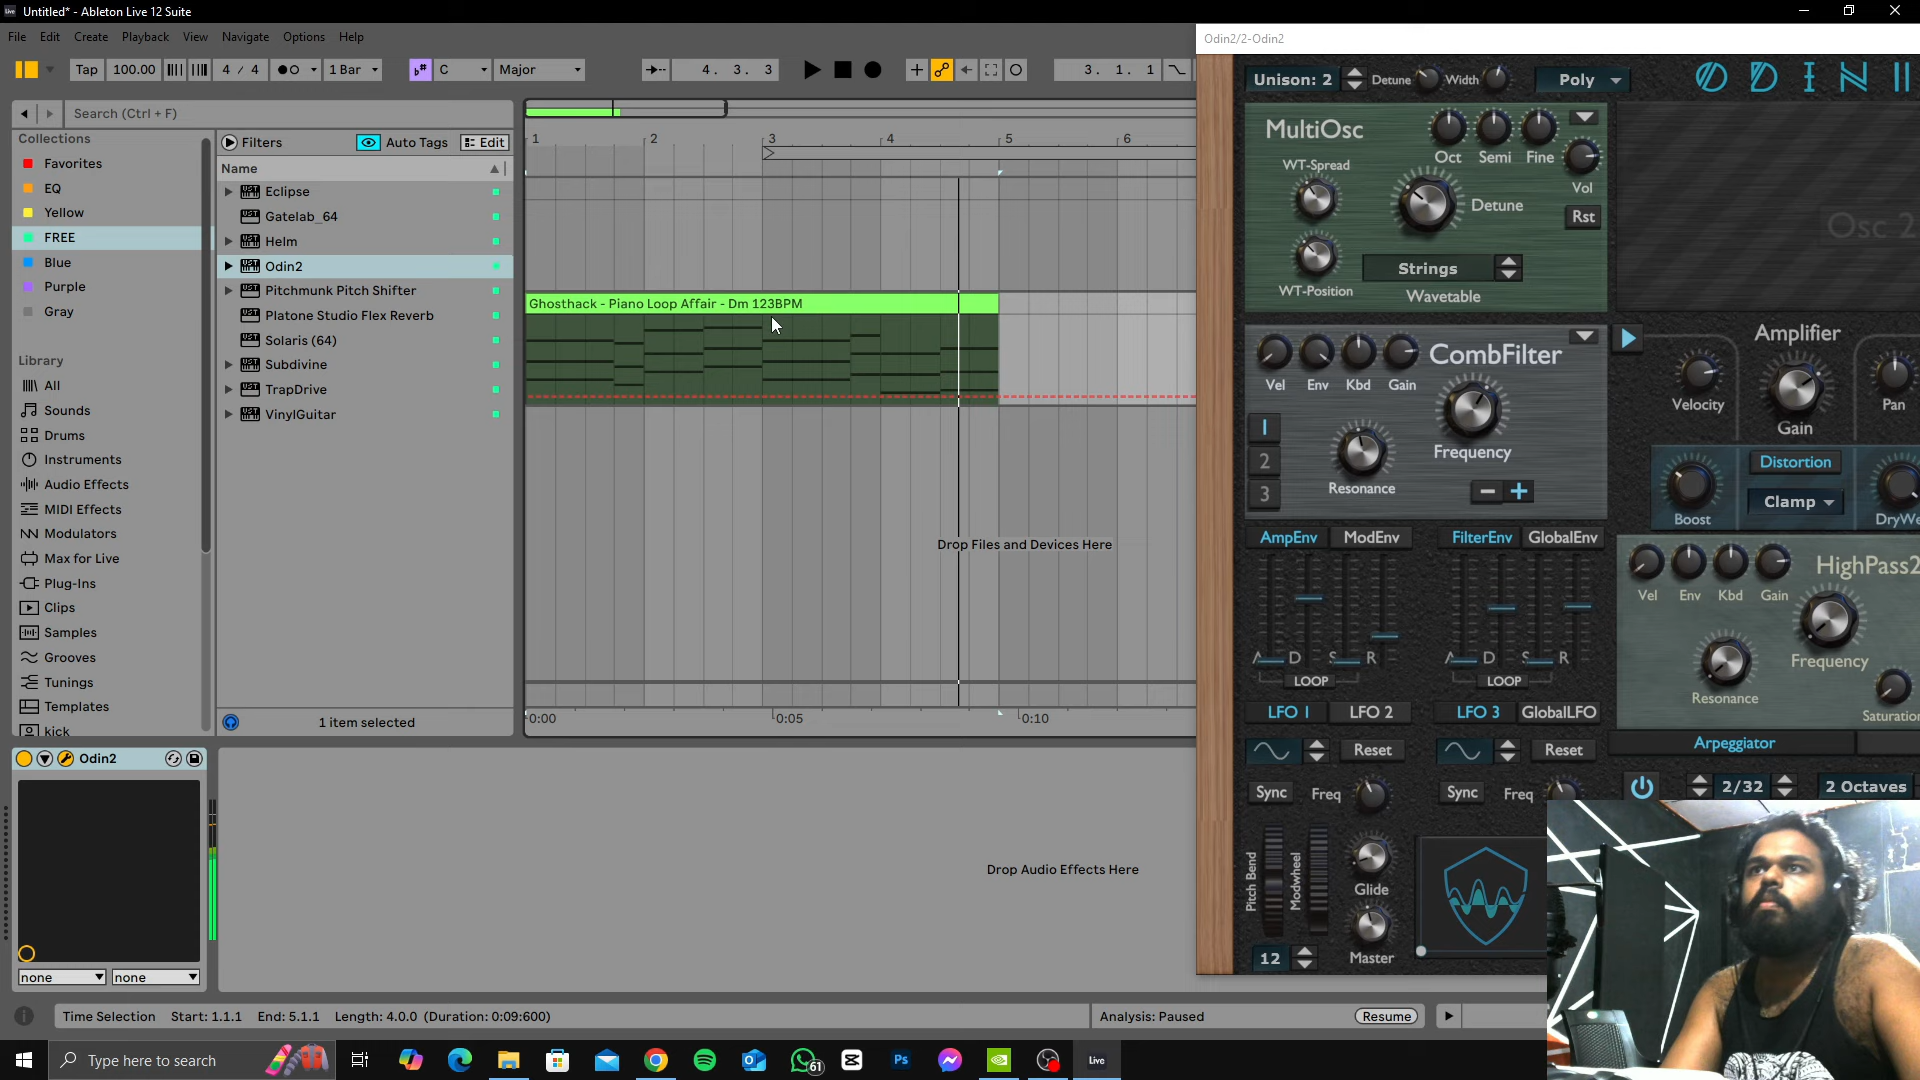 Untitled* - Ableton Live 12 Suite
File Edit Create Playback View Navigate Options Help
Tap 100.00 4 / 4 1 Bar C Major 4. 3. 3 3. 1. 1
Search (Ctrl + F)
Collections
Favorites
EQ
Yellow
FREE
Blue
Purple
Gray
Library
All
Sounds
Drums
Instruments
Audio Effects
MIDI Effects
Modulators
Max for Live
Plug-Ins
Clips
Samples
Grooves
Tunings
Templates
kick
Filters Auto Tags Edit
Name
Eclipse
Gatelab_64
Helm
Odin2
Pitchmunk Pitch Shifter
Platone Studio Flex Reverb
Solaris (64)
Subdivine
TrapDrive
VinylGuitar
1 item selected
1 2 3 4 5 6
Ghosthack - Piano Loop Affair - Dm 123BPM
Drop Files and Devices Here
0:00 0:05 0:10
Odin2/2-Odin2
Unison: 2 Detune Width Poly
ODIN
MultiOsc
Oct Semi Fine
WT-Spread
Vol
Detune
Rst
WT-Position
Strings
Wavetable
Osc 2
CombFilter
Vel Env Kbd Gain
1
2
3
Resonance
Frequency
Amplifier
Velocity
Gain
Pan
Distortion
Clamp
Boost
DryWe
AmpEnv ModEnv FilterEnv GlobalEnv
A D S R
LOOP
A D S R
LOOP
HighPass2
Vel Env Kbd Gain
Frequency
Resonance
Saturatio
LFO 1 LFO 2 LFO 3 GlobalLFO
Reset Reset
Sync Freq Sync Freq
Arpeggiator
2/32 2 Octaves
Pitch Bend
Modwheel
Glide
Master
12
Odin2
none none
Drop Audio Effects Here
Time Selection Start: 1.1.1 End: 5.1.1 Length: 4.0.0 (Duration: 0:09:600)
Analysis: Paused Resume
Type here to search
61
Ps
Live